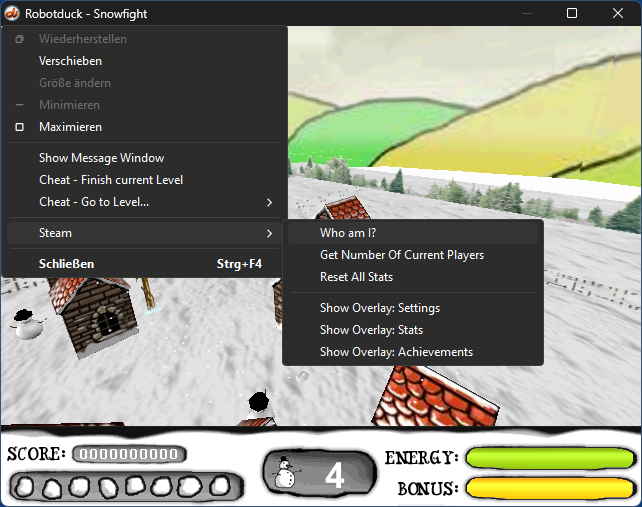 Robotduck - Snowfight
Wiederherstellen
Verschieben
Größe ändern
Minimieren
Maximieren
Show Message Window
Cheat - Finish current Level
Cheat - Go to Level...
Steam
Who am I?
Get Number Of Current Players
Schließen Strg+F4
Reset All Stats
Show Overlay: Settings
Show Overlay: Stats
Show Overlay: Achievements
SCORE: 0000000000
4
ENERGY:
BONUS: